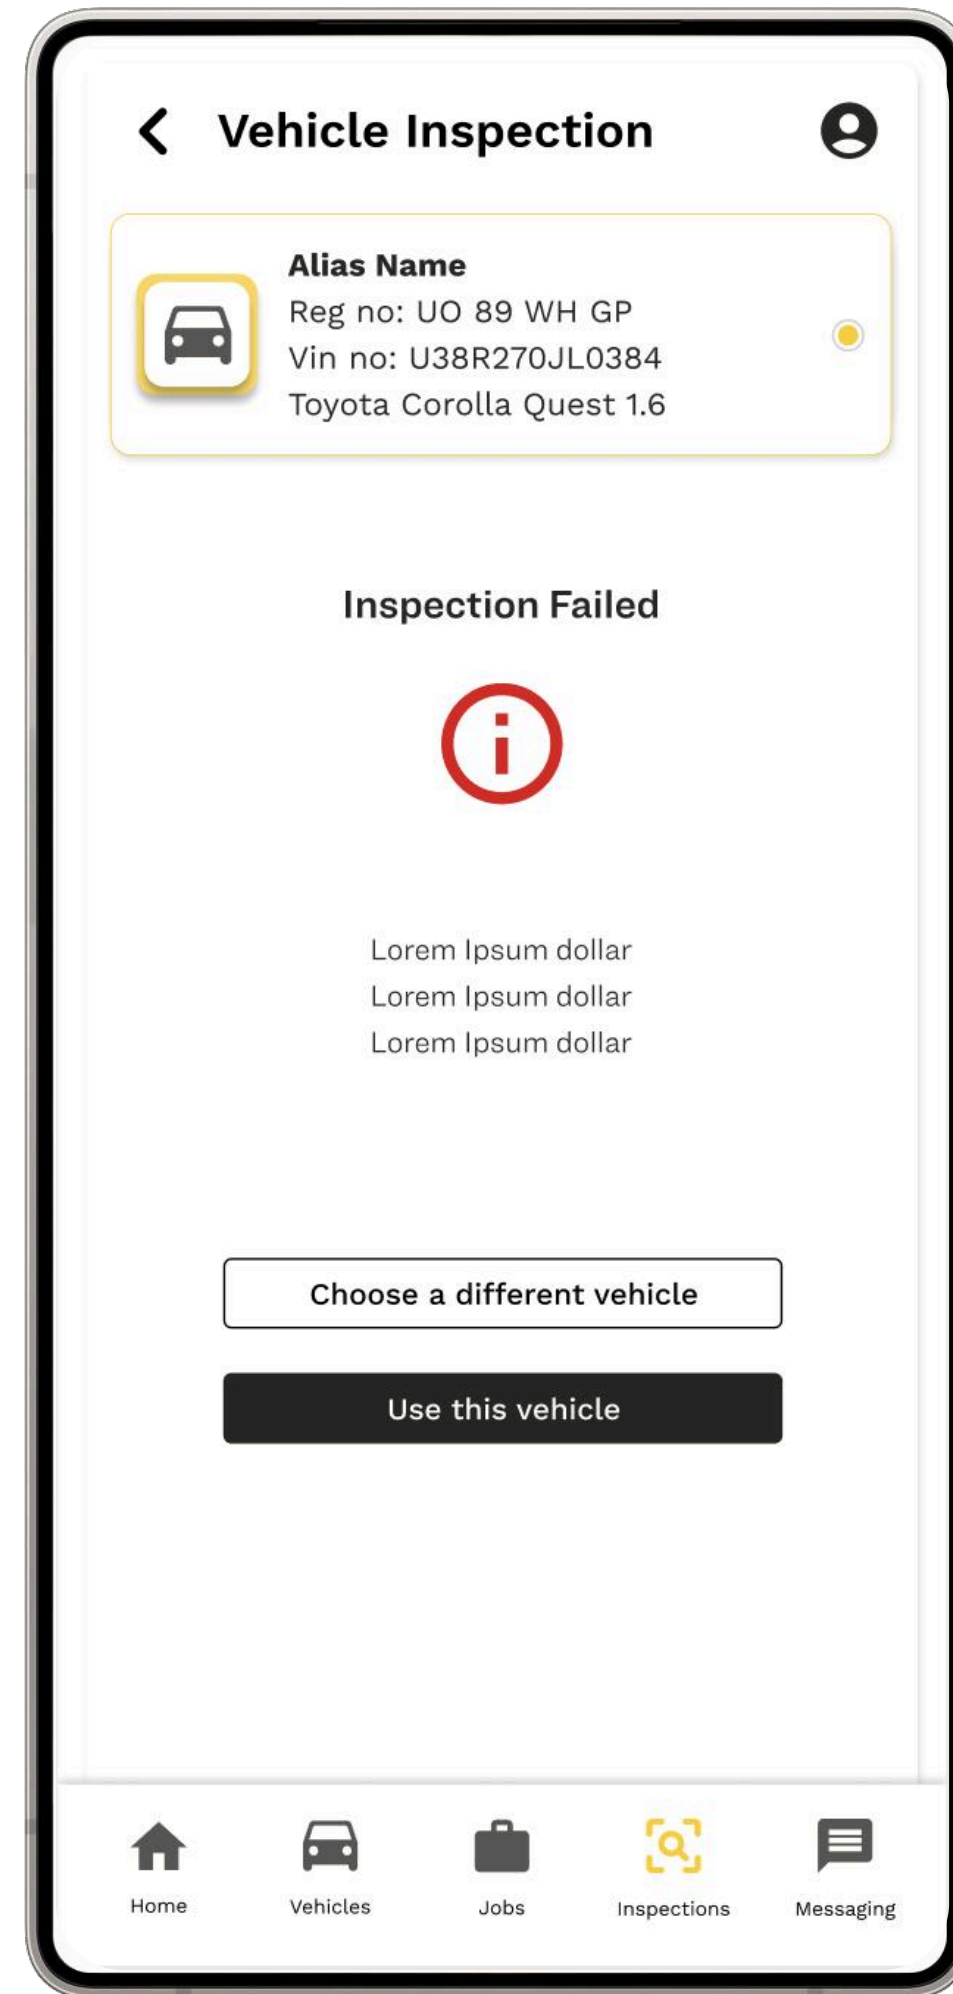 Vehicle Inspection
Alias Name
Reg no: UO 89 WH GP
Vin no: U38R270JL0384
Toyota Corolla Quest 1.6
Inspection Failed
Lorem Ipsum dollar
Lorem Ipsum dollar
Lorem Ipsum dollar
Choose a different vehicle
Use this vehicle
Home
Vehicles
Jobs
Inspections
Messaging